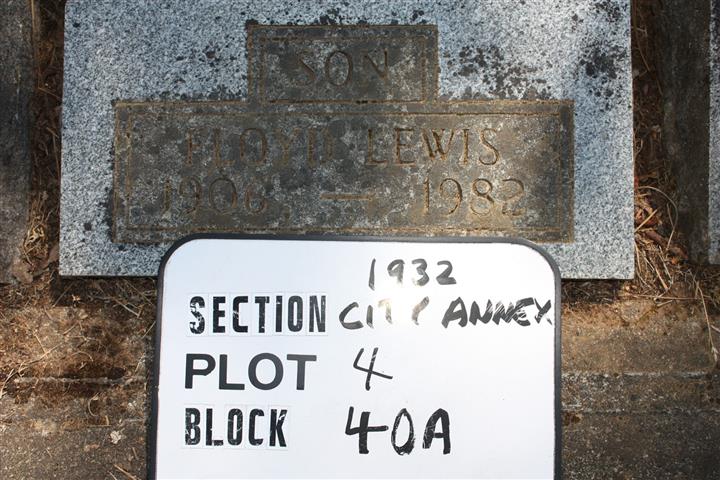 SON
FLOYD LEWIS
1906 — 1982
1932
SECTION CITY ANNEX.
PLOT 4
BLOCK 40A